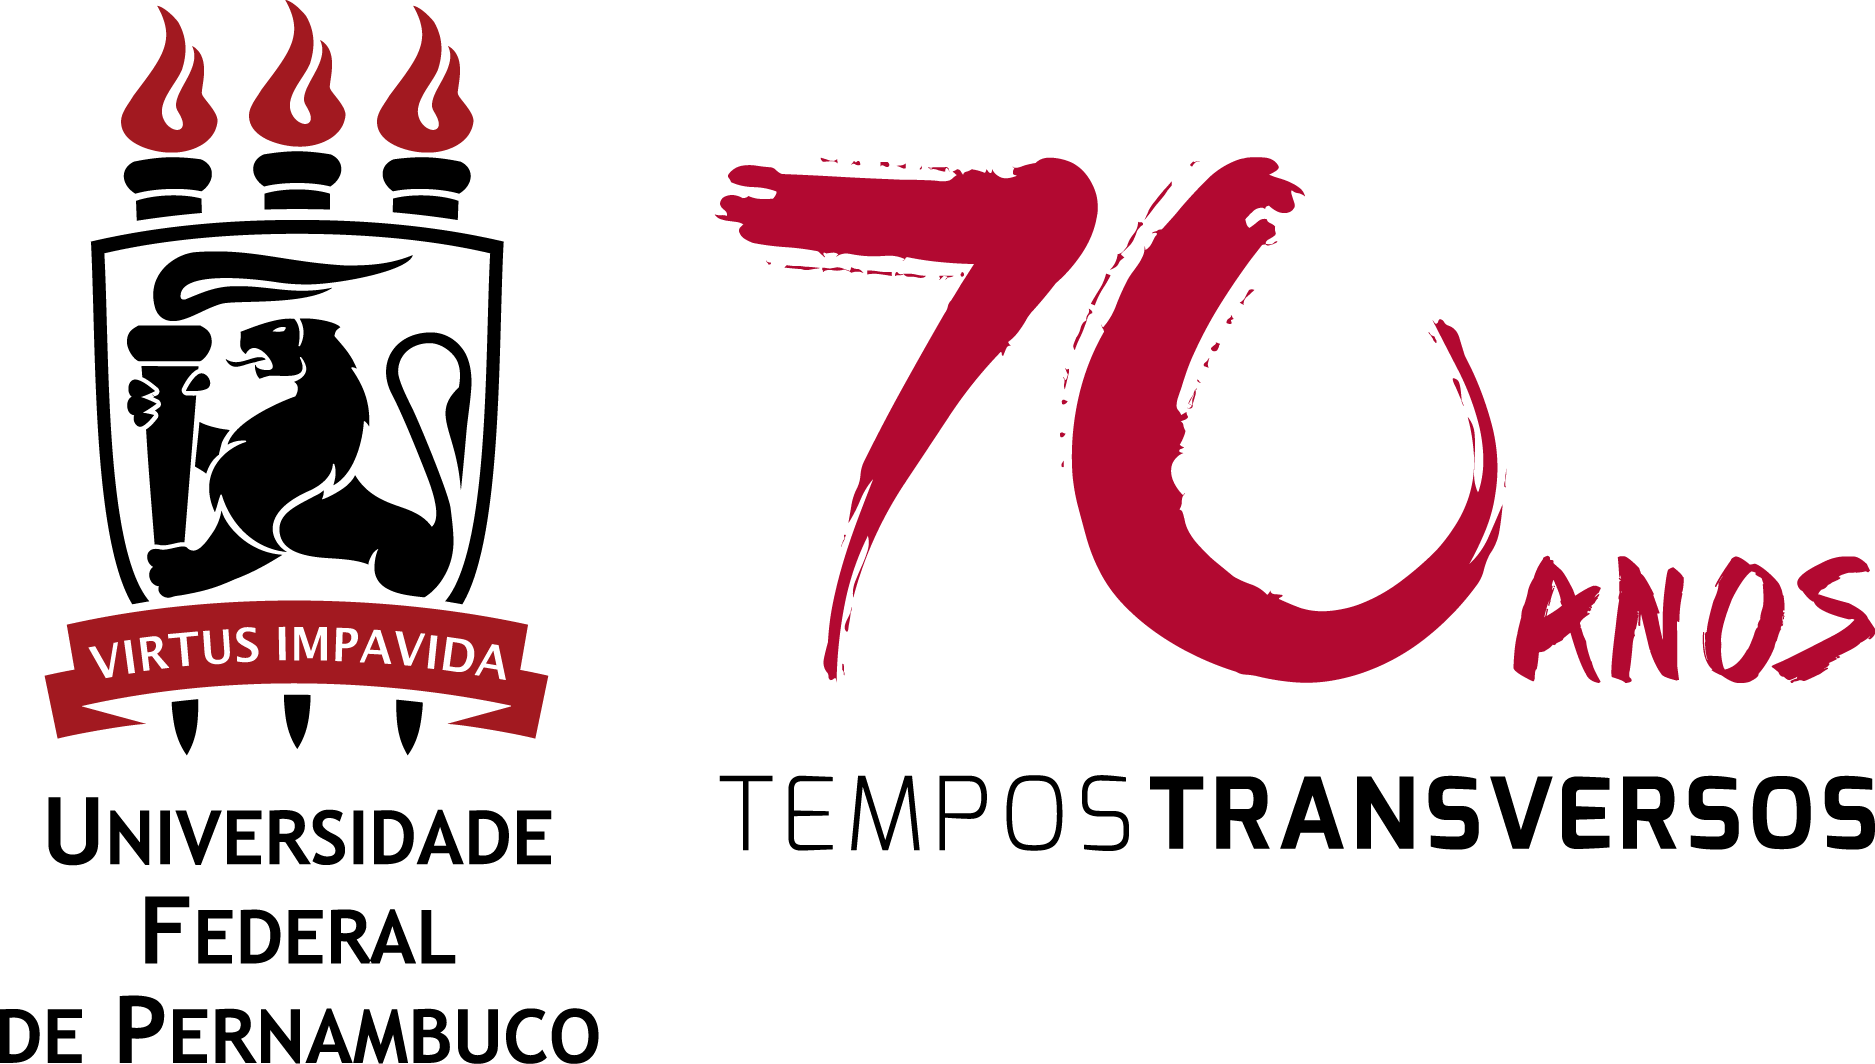 VIRTUS IMPAVIDA
UNIVERSIDADE
FEDERAL
DE PERNAMBUCO
70 ANOS
TEMPOSTRANSVERSOS